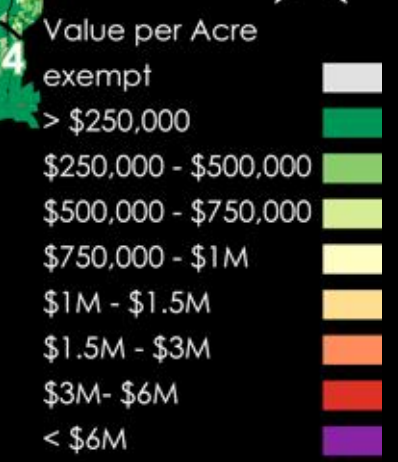 Value per Acre
4
exempt
> $250,000
$250,000 - $500,000
$500,000 - $750,000
$750,000 - $1M
$1M - $1.5M
$1.5M - $3M
$3M- $6M
< $6M